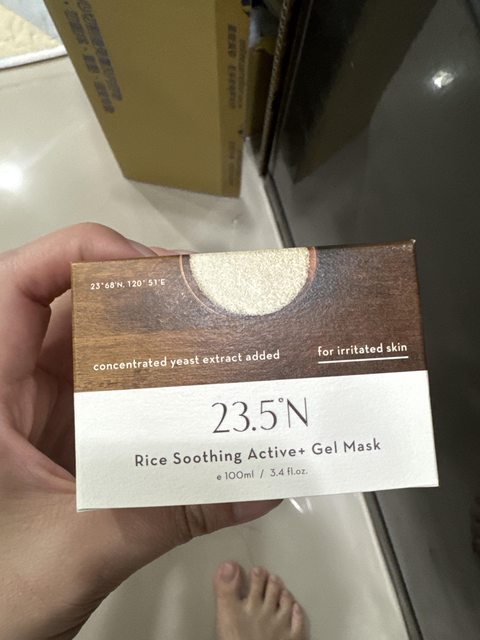 23°68'N, 120° 51'E
concentrated yeast extract added
for irritated skin
23.5°N
Rice Soothing Active+ Gel Mask
e 100ml / 3.4 fl.oz.